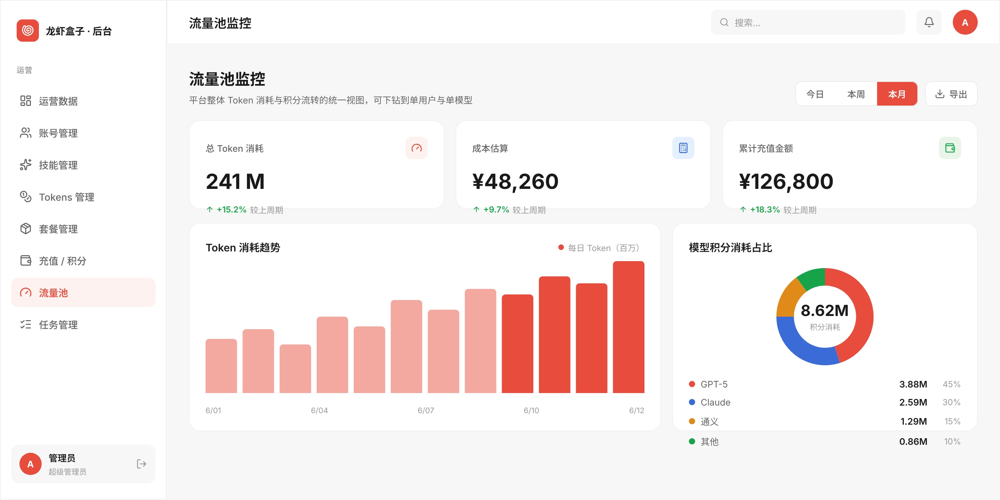 龙虾盒子 · 后台
运营
运营数据
账号管理
技能管理
Tokens 管理
套餐管理
充值 / 积分
流量池
任务管理
A
管理员
超级管理员
流量池监控
搜索...
A
流量池监控
平台整体 Token 消耗与积分流转的统一视图，可下钻到单用户与单模型
今日 本周 本月 导出
总 Token 消耗
241 M
+15.2% 较上周期
成本估算
¥48,260
+9.7% 较上周期
累计充值金额
¥126,800
+18.3% 较上周期
Token 消耗趋势
每日 Token（百万）
6/01 6/04 6/07 6/10 6/12
模型积分消耗占比
8.62M
积分消耗
GPT-5 3.88M 45%
Claude 2.59M 30%
通义 1.29M 15%
其他 0.86M 10%